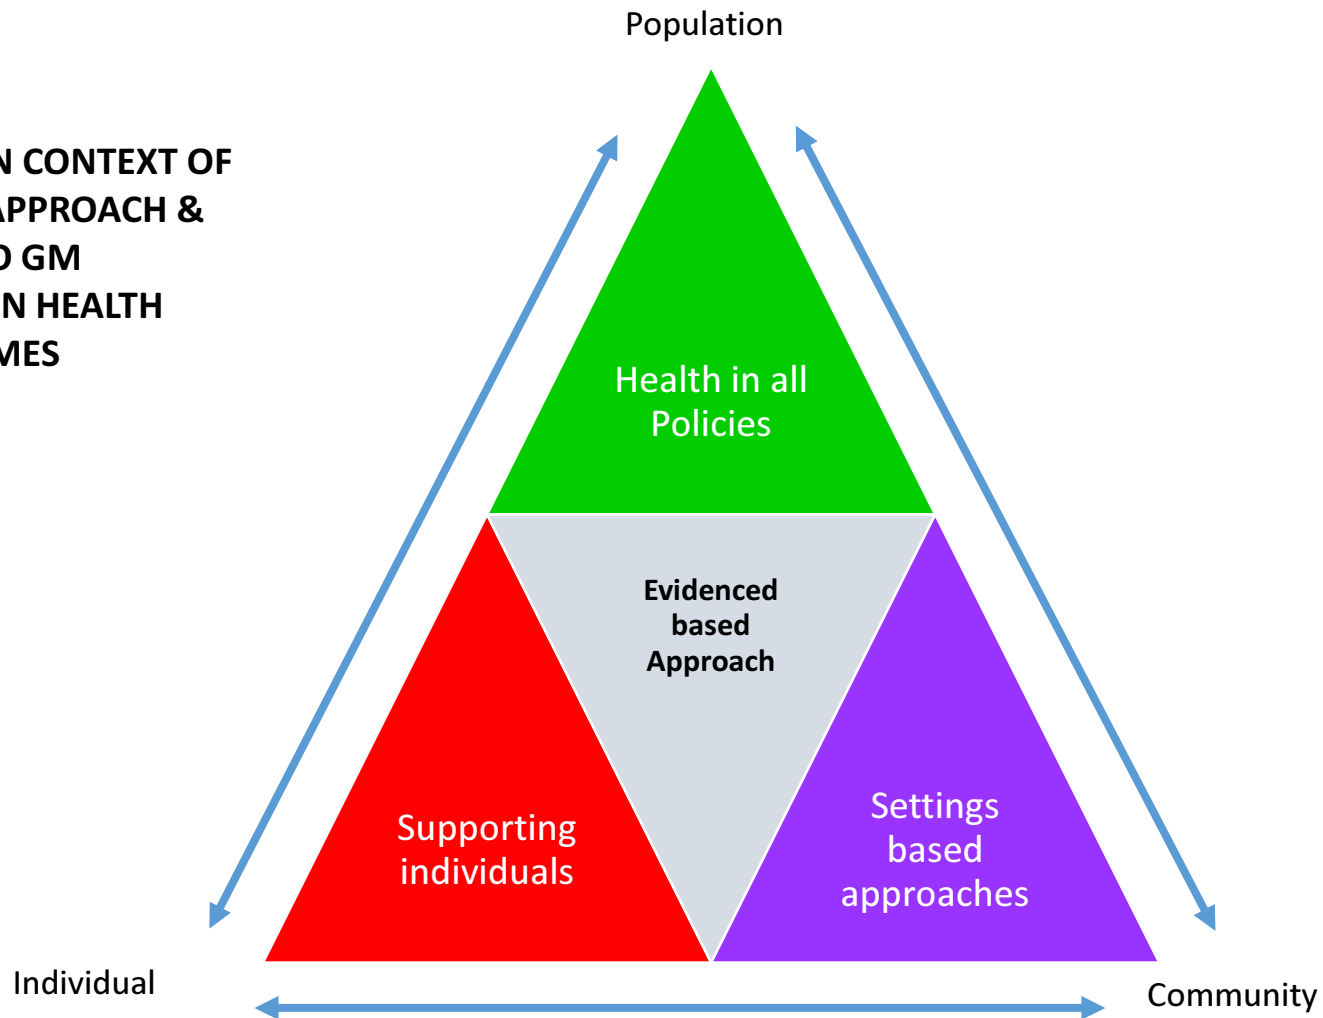 Population
N CONTEXT OF
APPROACH &
O GM
N HEALTH
MES
Health in all
Policies
Evidenced
based
Approach
Supporting
individuals
Settings
based
approaches
Individual
Community